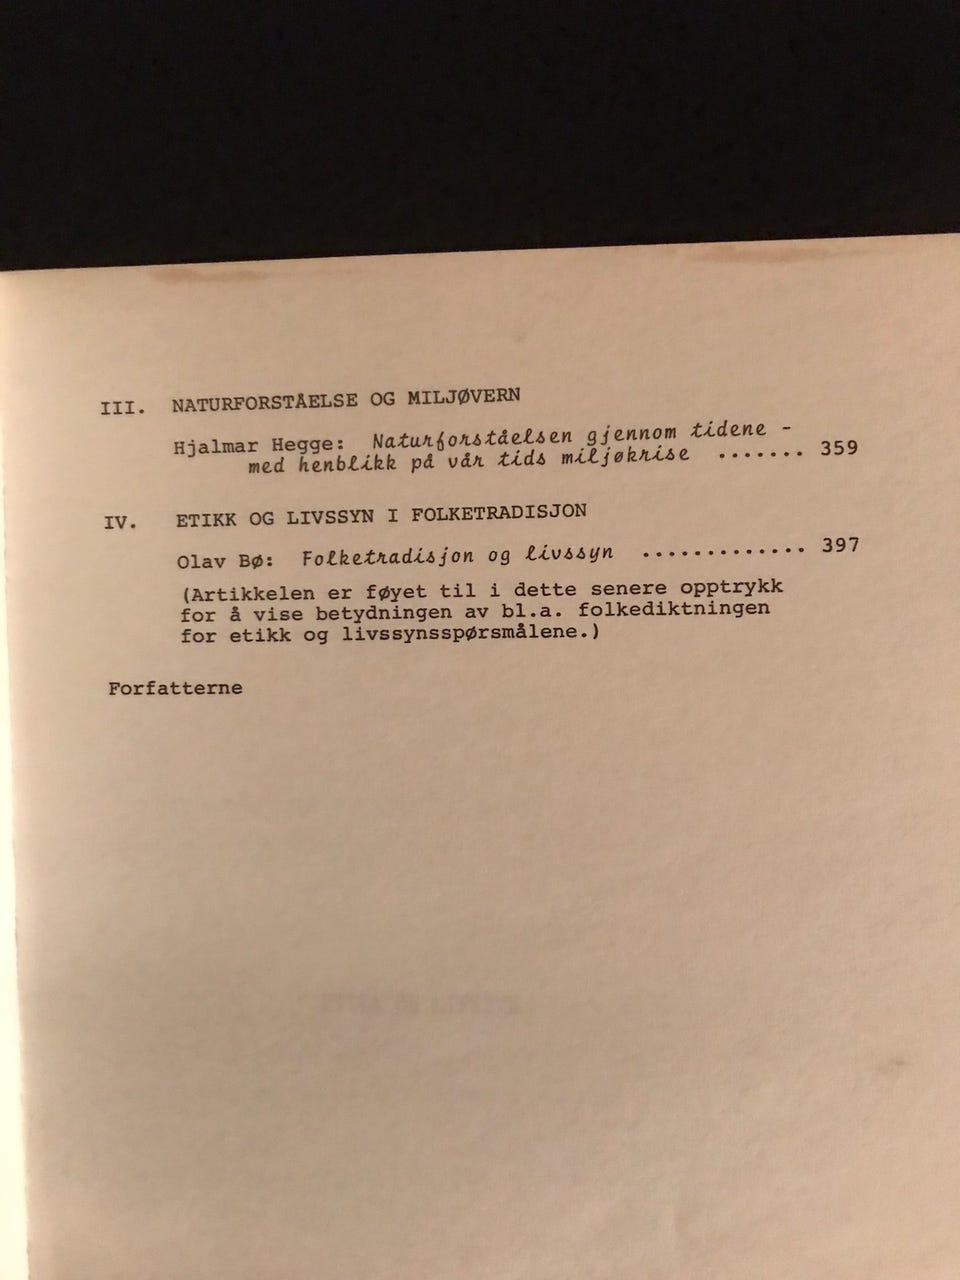 III. NATURFORSTÅELSE OG MILJØVERN
Hjalmar Hegge: Naturforståelsen gjennom tidene -
med henblikk på vår tids miljøkrise ....... 359
IV. ETIKK OG LIVSSYN I FOLKETRADISJON
Olav Bø: Folketradisjon og livssyn ............. 397
(Artikkelen er føyet til i dette senere opptrykk
for å vise betydningen av bl.a. folkediktningen
for etikk og livssynsspørsmålene.)
Forfatterne